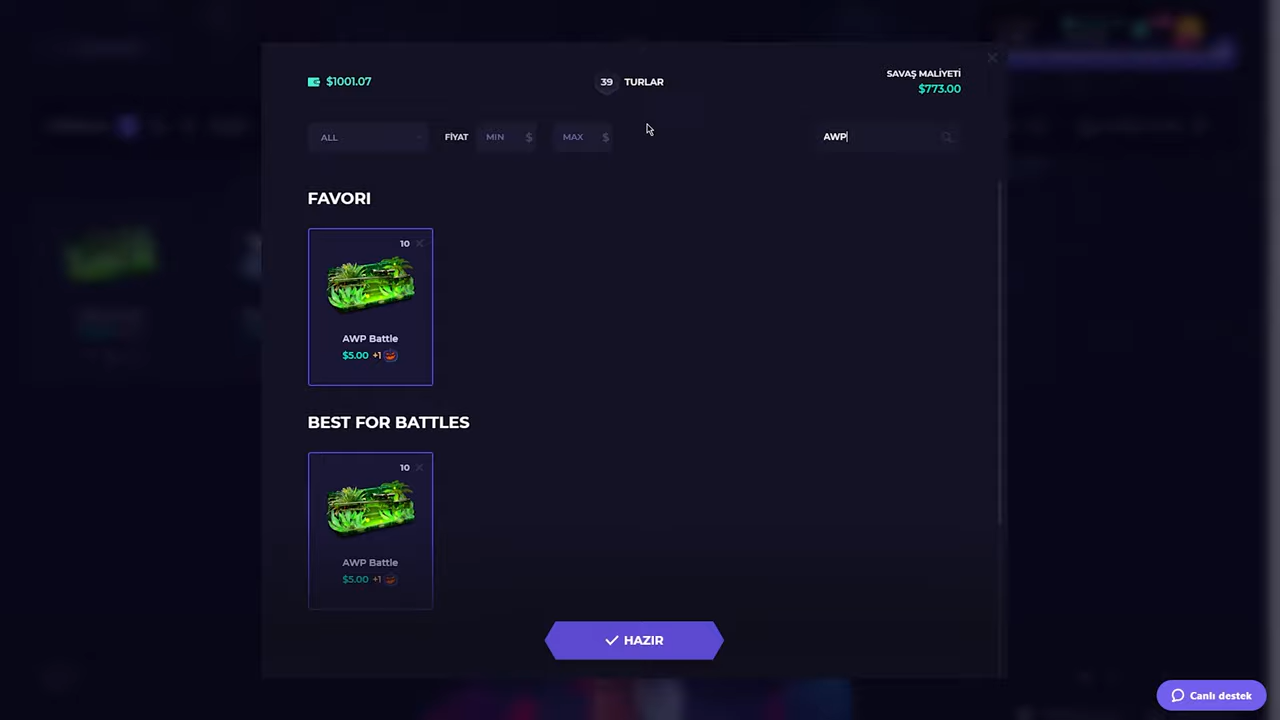 $1001.07
39 TURLAR
SAVAŞ MALİYETİ
$773.00
ALL
FİYAT
MIN $
MAX $
AWP
FAVORI
10
AWP Battle
$5.00 +1
BEST FOR BATTLES
10
AWP Battle
$5.00 +1
HAZIR
Canlı destek